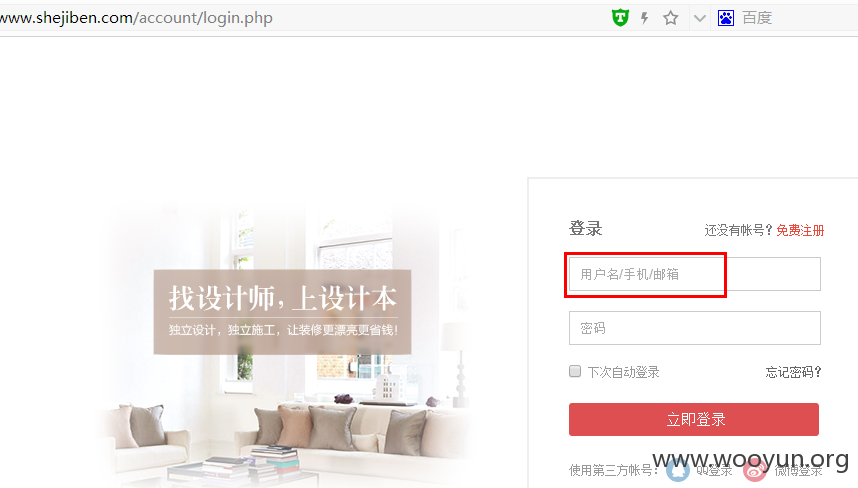 www.shejiben.com/account/login.php
百度
登录
还没有帐号？免费注册
用户名/手机/邮箱
找设计师，上设计本
独立设计，独立施工，让装修更漂亮更省钱！
密码
下次自动登录
忘记密码？
立即登录
使用第三方帐号：
QQ登录
微博登录
www.wooyun.org